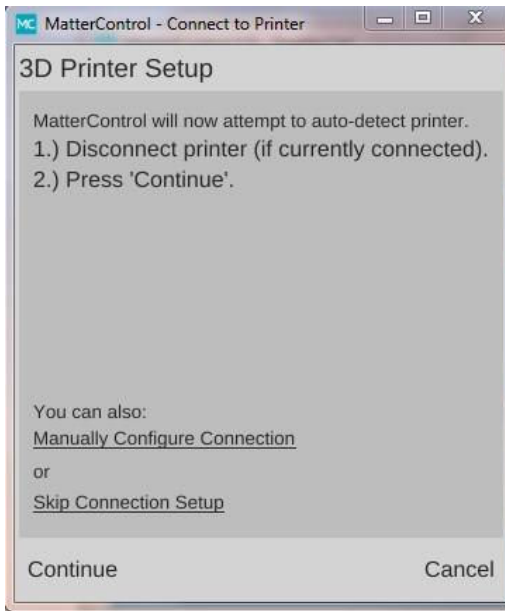 MC MatterControl - Connect to Printer
3D Printer Setup
MatterControl will now attempt to auto-detect printer.
1.) Disconnect printer (if currently connected).
2.) Press 'Continue'.
You can also:
Manually Configure Connection
or
Skip Connection Setup
Continue Cancel